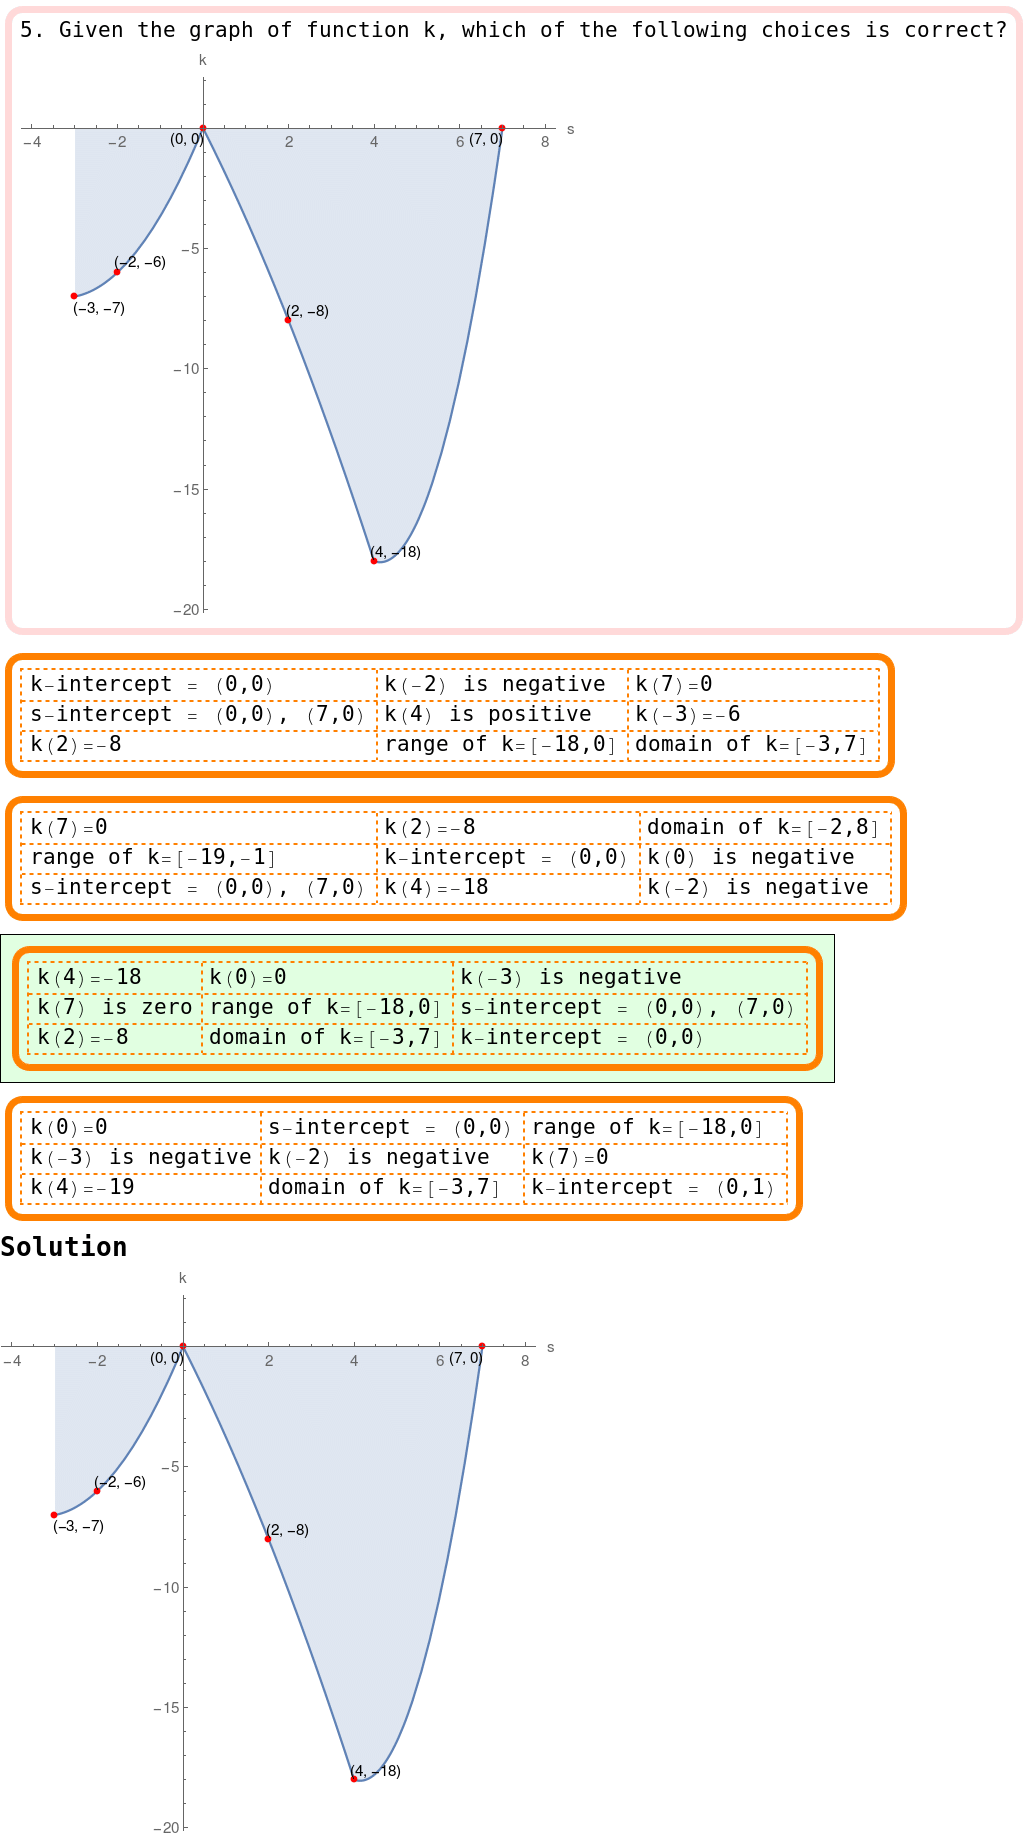 5. Given the graph of function k, which of the following choices is correct?
k
s
−4 −2 2 4 6 8
(0, 0)
(7, 0)
−5
(−2, −6)
(−3, −7)
(2, −8)
−10
−15
(4, −18)
−20
k-intercept = (0,0) k(-2) is negative k(7)=0
s-intercept = (0,0), (7,0) k(4) is positive k(-3)=-6
k(2)=-8 range of k=[-18,0] domain of k=[-3,7]
k(7)=0 k(2)=-8 domain of k=[-2,8]
range of k=[-19,-1] k-intercept = (0,0) k(0) is negative
s-intercept = (0,0), (7,0) k(4)=-18 k(-2) is negative
k(4)=-18 k(0)=0 k(-3) is negative
k(7) is zero range of k=[-18,0] s-intercept = (0,0), (7,0)
k(2)=-8 domain of k=[-3,7] k-intercept = (0,0)
k(0)=0 s-intercept = (0,0) range of k=[-18,0]
k(-3) is negative k(-2) is negative k(7)=0
k(4)=-19 domain of k=[-3,7] k-intercept = (0,1)
Solution
k
s
−4 −2 2 4 6 8
(0, 0)
(7, 0)
−5
(−2, −6)
(−3, −7)
(2, −8)
−10
−15
(4, −18)
−20